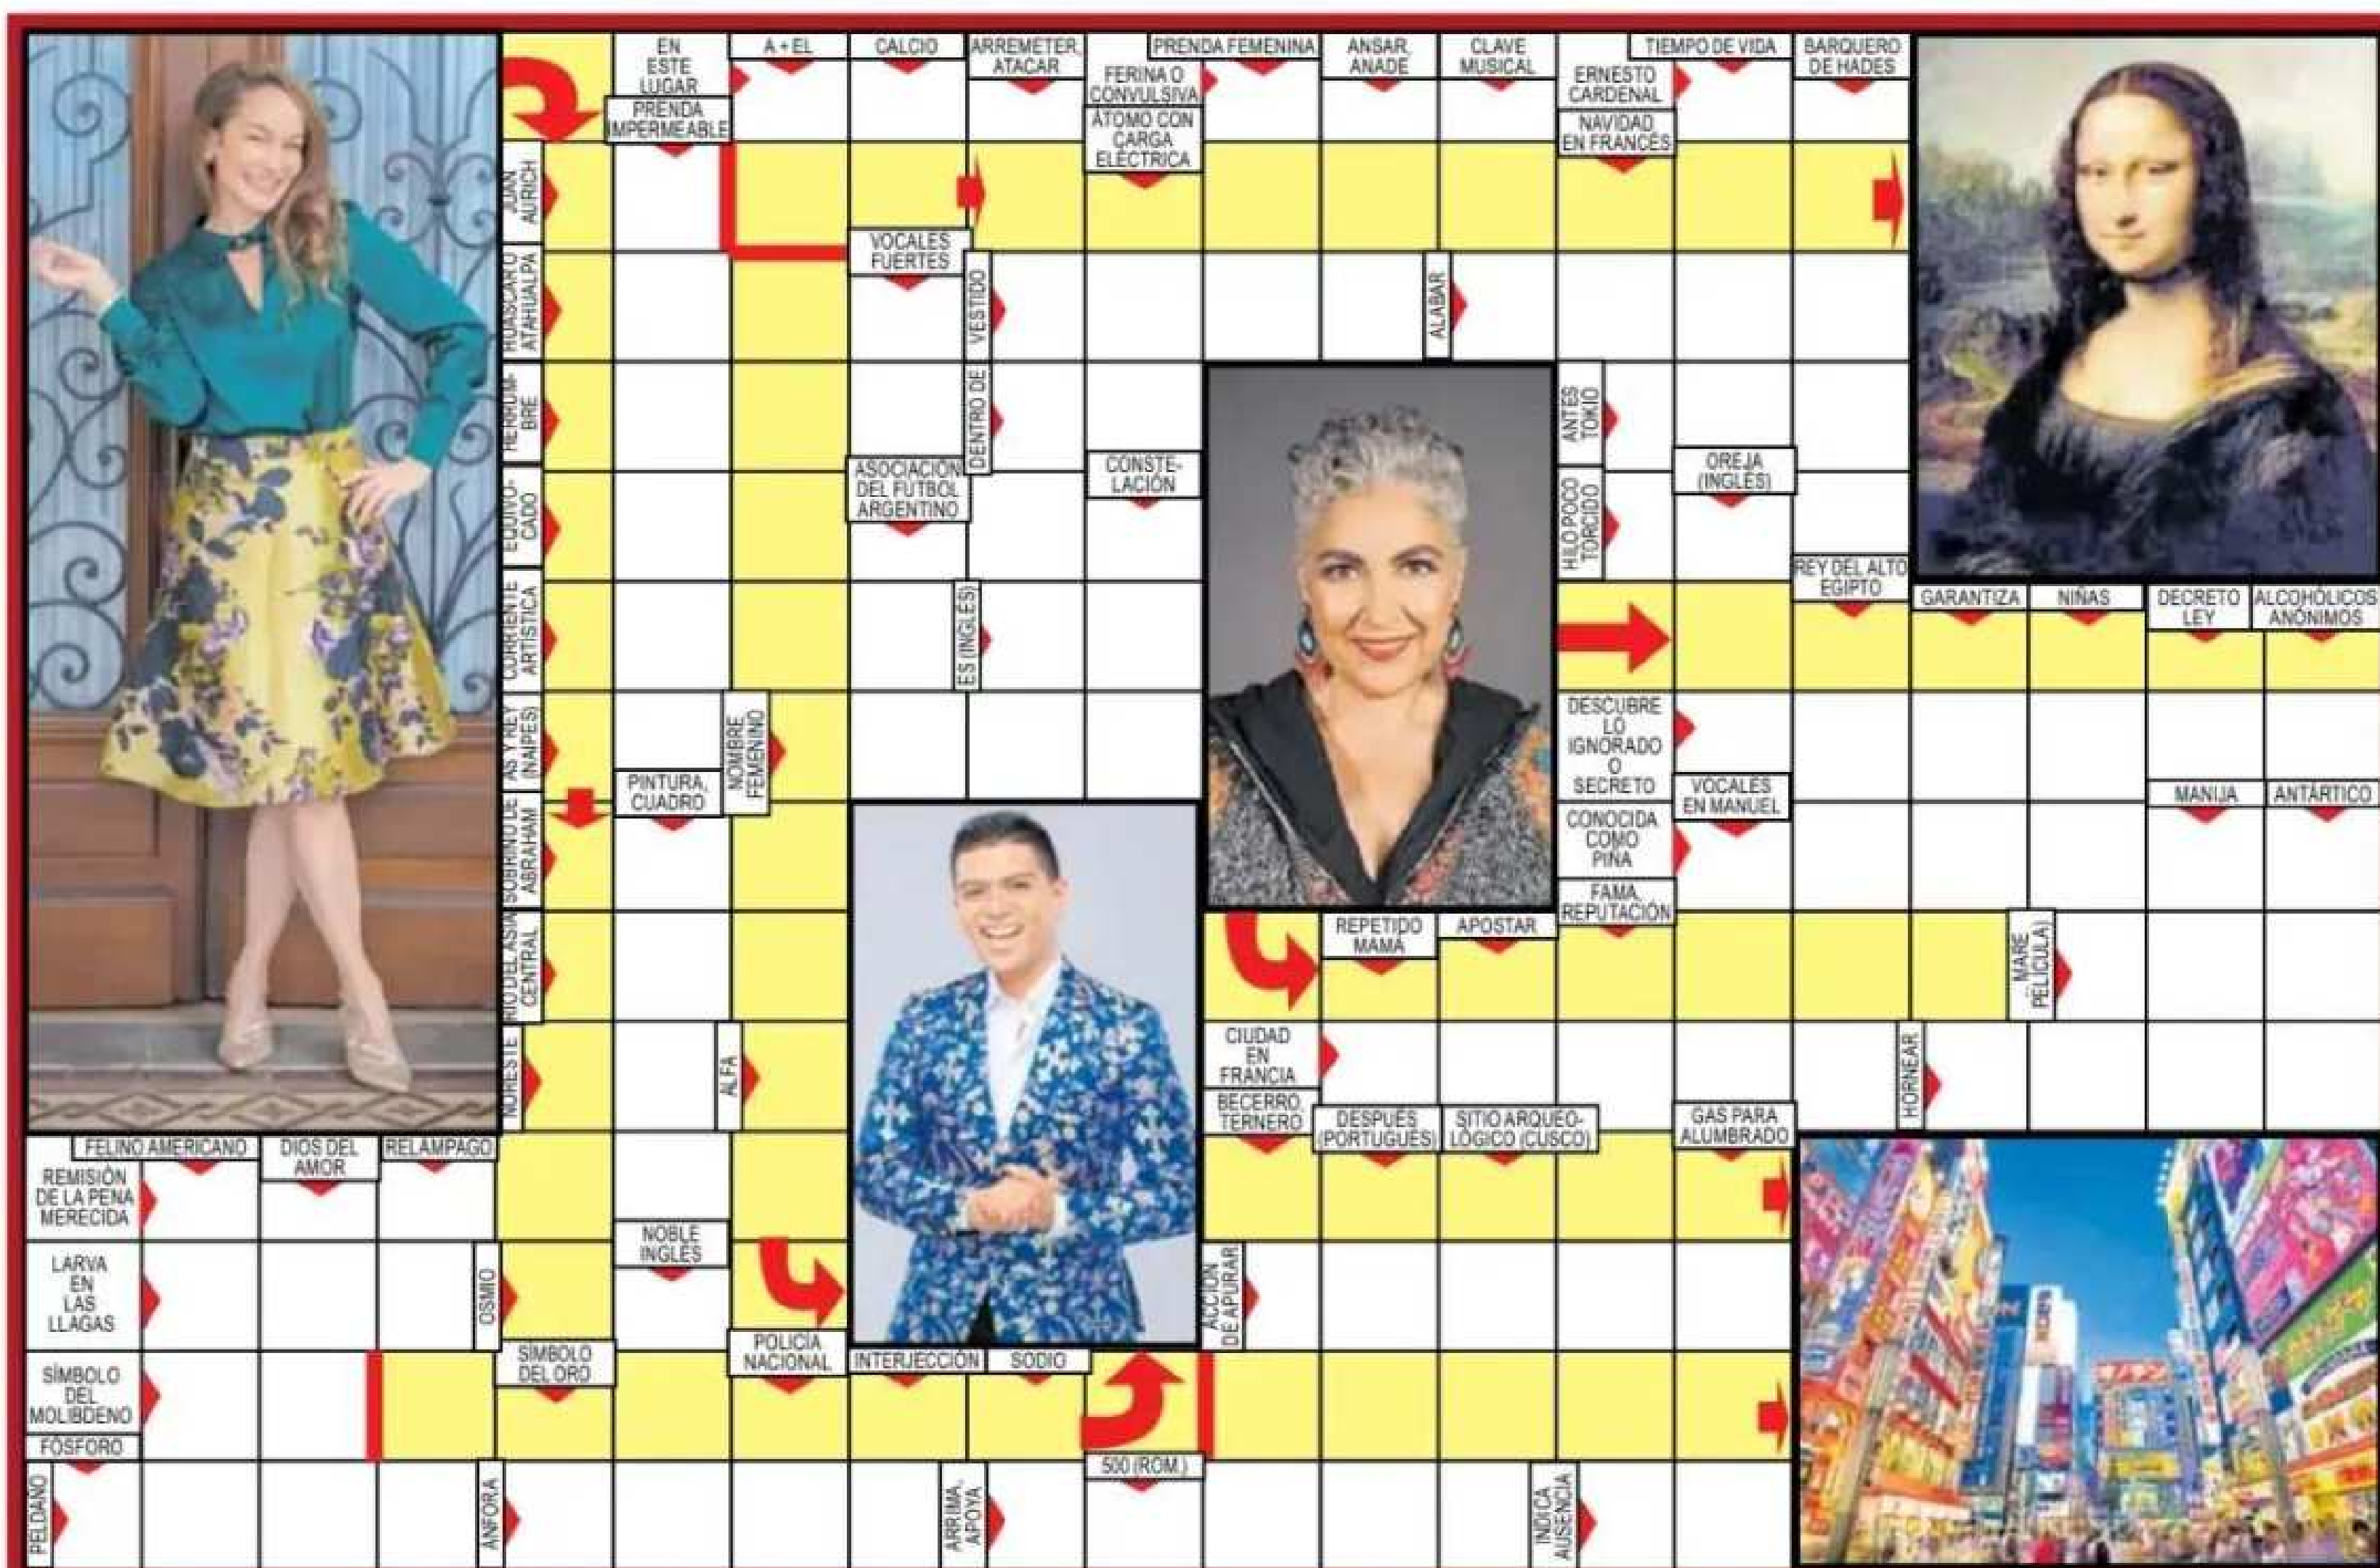 EN
ESTE
LUGAR
PRENDA
IMPERMEABLE
A + EL
CALCIO
ARREMETER,
ATACAR
FERINA O
CONVULSIVA
ÁTOMO CON
CARGA
ELÉCTRICA
PRENDA FEMENINA
ANSAR,
ANADE
CLAVE
MUSICAL
ERNESTO
CARDENAL
NAVIDAD
EN FRANCÉS
TIEMPO DE VIDA
BARQUERO
DE HADES
JUAN
AURICH
VOCALES
FUERTES
HUÁSCAR O
ATAHUALPA
VESTIDO
ALABAR
HERRUM-
BRE
DENTRO DE
ANTES
TOKIO
EQUIVO-
CADO
ASOCIACIÓN
DEL FÚTBOL
ARGENTINO
CONSTE-
LACIÓN
HILO POCO
TORCIDO
OREJA
(INGLÉS)
REY DEL ALTO
EGIPTO
GARANTIZA
NIÑAS
DECRETO
LEY
ALCOHÓLICOS
ANÓNIMOS
CORRIENTE
ARTÍSTICA
ES (INGLÉS)
AS Y REY
(NAIPES)
PINTURA,
CUADRO
NOMBRE
FEMENINO
DESCUBRE
LO
IGNORADO
O
SECRETO
VOCALES
EN MANUEL
MANIJA
ANTÁRTICO
SOBRINO DE
ABRAHAM
CONOCIDA
COMO
PIÑA
FAMA,
REPUTACIÓN
RÍO DEL ASIA
CENTRAL
REPETIDO
MAMÁ
APOSTAR
MARE
(PELÍCULA)
NORESTE
ALFA
CIUDAD
EN
FRANCIA
BECERRO,
TERNERO
DESPUÉS
(PORTUGUÉS)
SITIO ARQUEO-
LÓGICO (CUSCO)
GAS PARA
ALUMBRADO
HORNEAR
FELINO AMERICANO
DIOS DEL
AMOR
RELÁMPAGO
REMISIÓN
DE LA PENA
MERECIDA
NOBLE
INGLÉS
LARVA
EN
LAS
LLAGAS
OSMIO
ACCIÓN
DE APURAR
SÍMBOLO
DEL
MOLIBDENO
FÓSFORO
SÍMBOLO
DEL ORO
POLICÍA
NACIONAL
INTERJECCIÓN
SODIO
500 (ROM.)
PELDAÑO
ÁNFORA
ARRIMA,
APOYA
INDICA
AUSENCIA